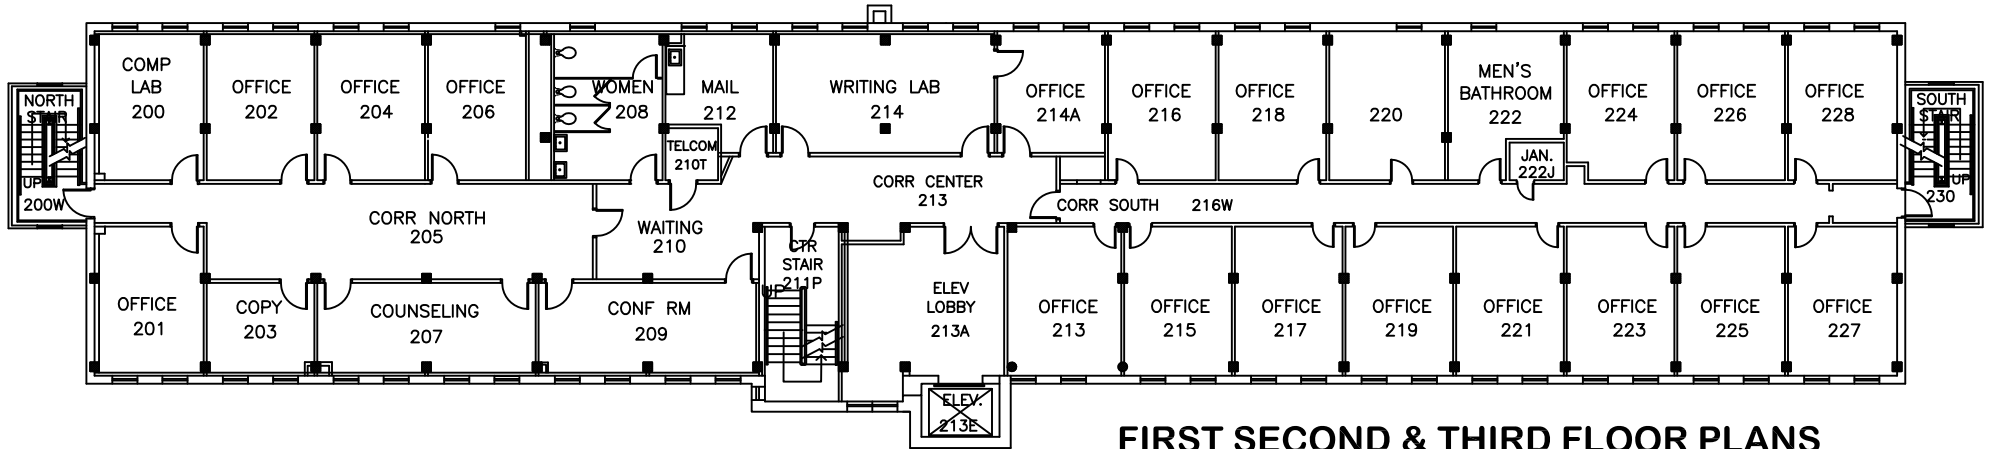 COMP
LAB
200
OFFICE
202
OFFICE
204
OFFICE
206
WOMEN
208
MAIL
212
TELCOM
210T
WRITING LAB
214
OFFICE
214A
OFFICE
216
OFFICE
218
220
MEN'S
BATHROOM
222
JAN.
222J
OFFICE
224
OFFICE
226
OFFICE
228
NORTH
STAIR
UP
200W
SOUTH
STAIR
UP
230
CORR NORTH
205
WAITING
210
CORR CENTER
213
CORR SOUTH 216W
OFFICE
201
COPY
203
COUNSELING
207
CONF RM
209
CTR
STAIR
211P
UP
ELEV
LOBBY
213A
ELEV.
213E
OFFICE
213
OFFICE
215
OFFICE
217
OFFICE
219
OFFICE
221
OFFICE
223
OFFICE
225
OFFICE
227
FIRST SECOND & THIRD FLOOR PLANS